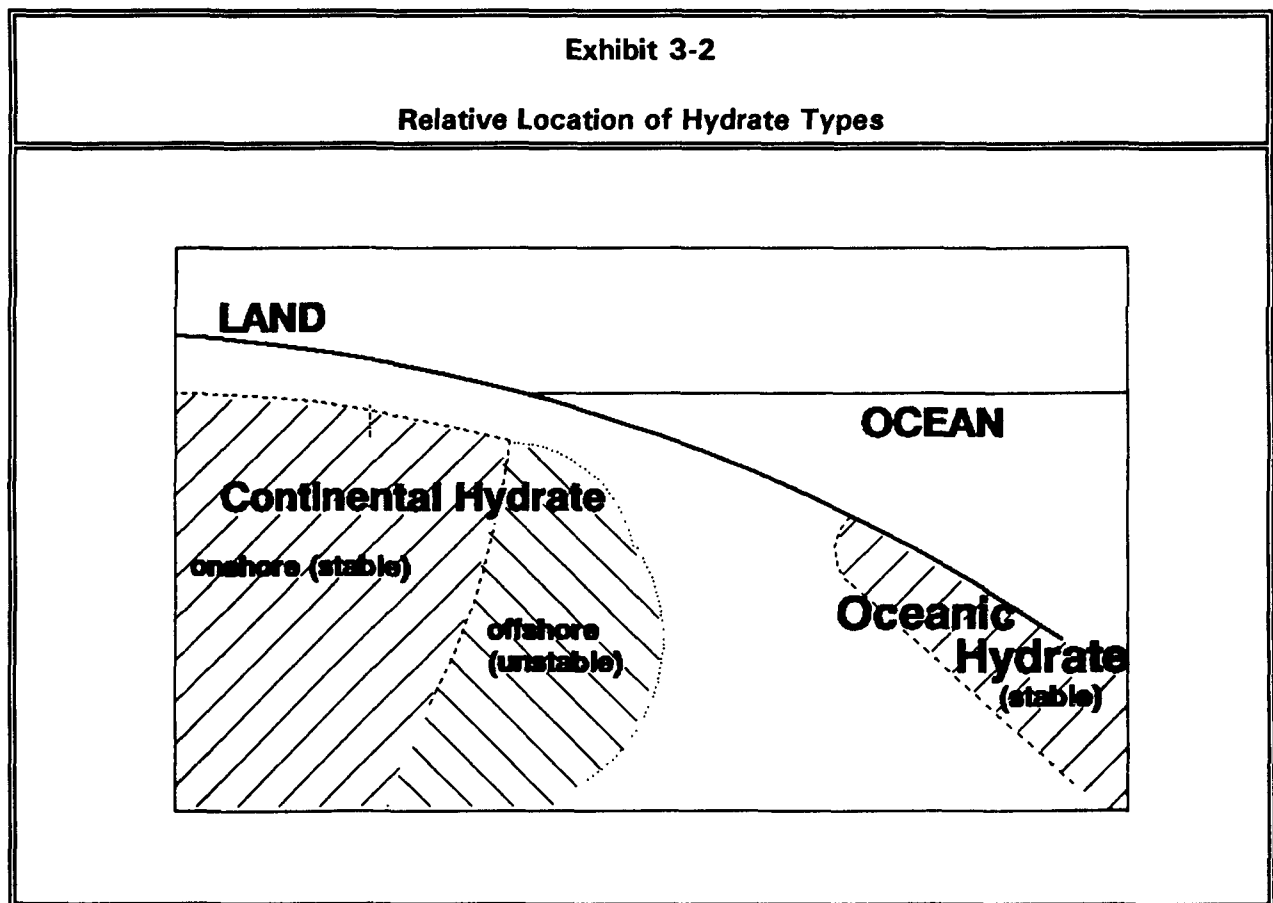 Exhibit 3-2
Relative Location of Hydrate Types
LAND
OCEAN
Continental Hydrate
onshore (stable)
offshore
(unstable)
Oceanic
Hydrate
(stable)